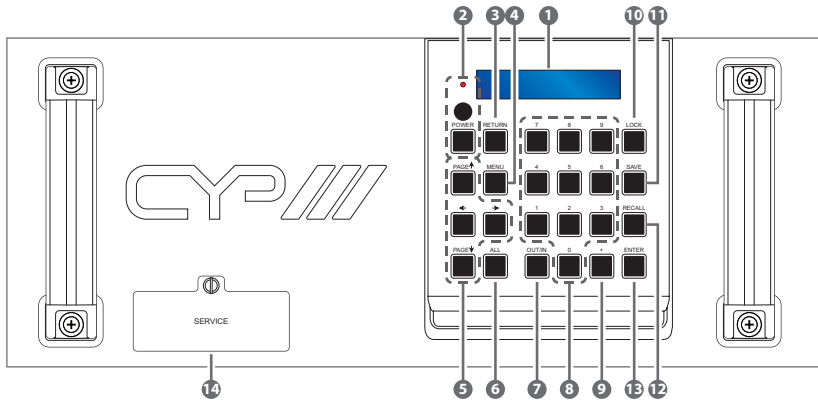 2 3 4 1 10 11
POWER RETURN 7 8 9 LOCK
PAGE↑ MENU 4 5 6 SAVE
← → 1 2 3 RECALL
PAGE↓ ALL OUT/IN 0 + ENTER
CYP
SERVICE
14 5 6 7 8 9 13 12